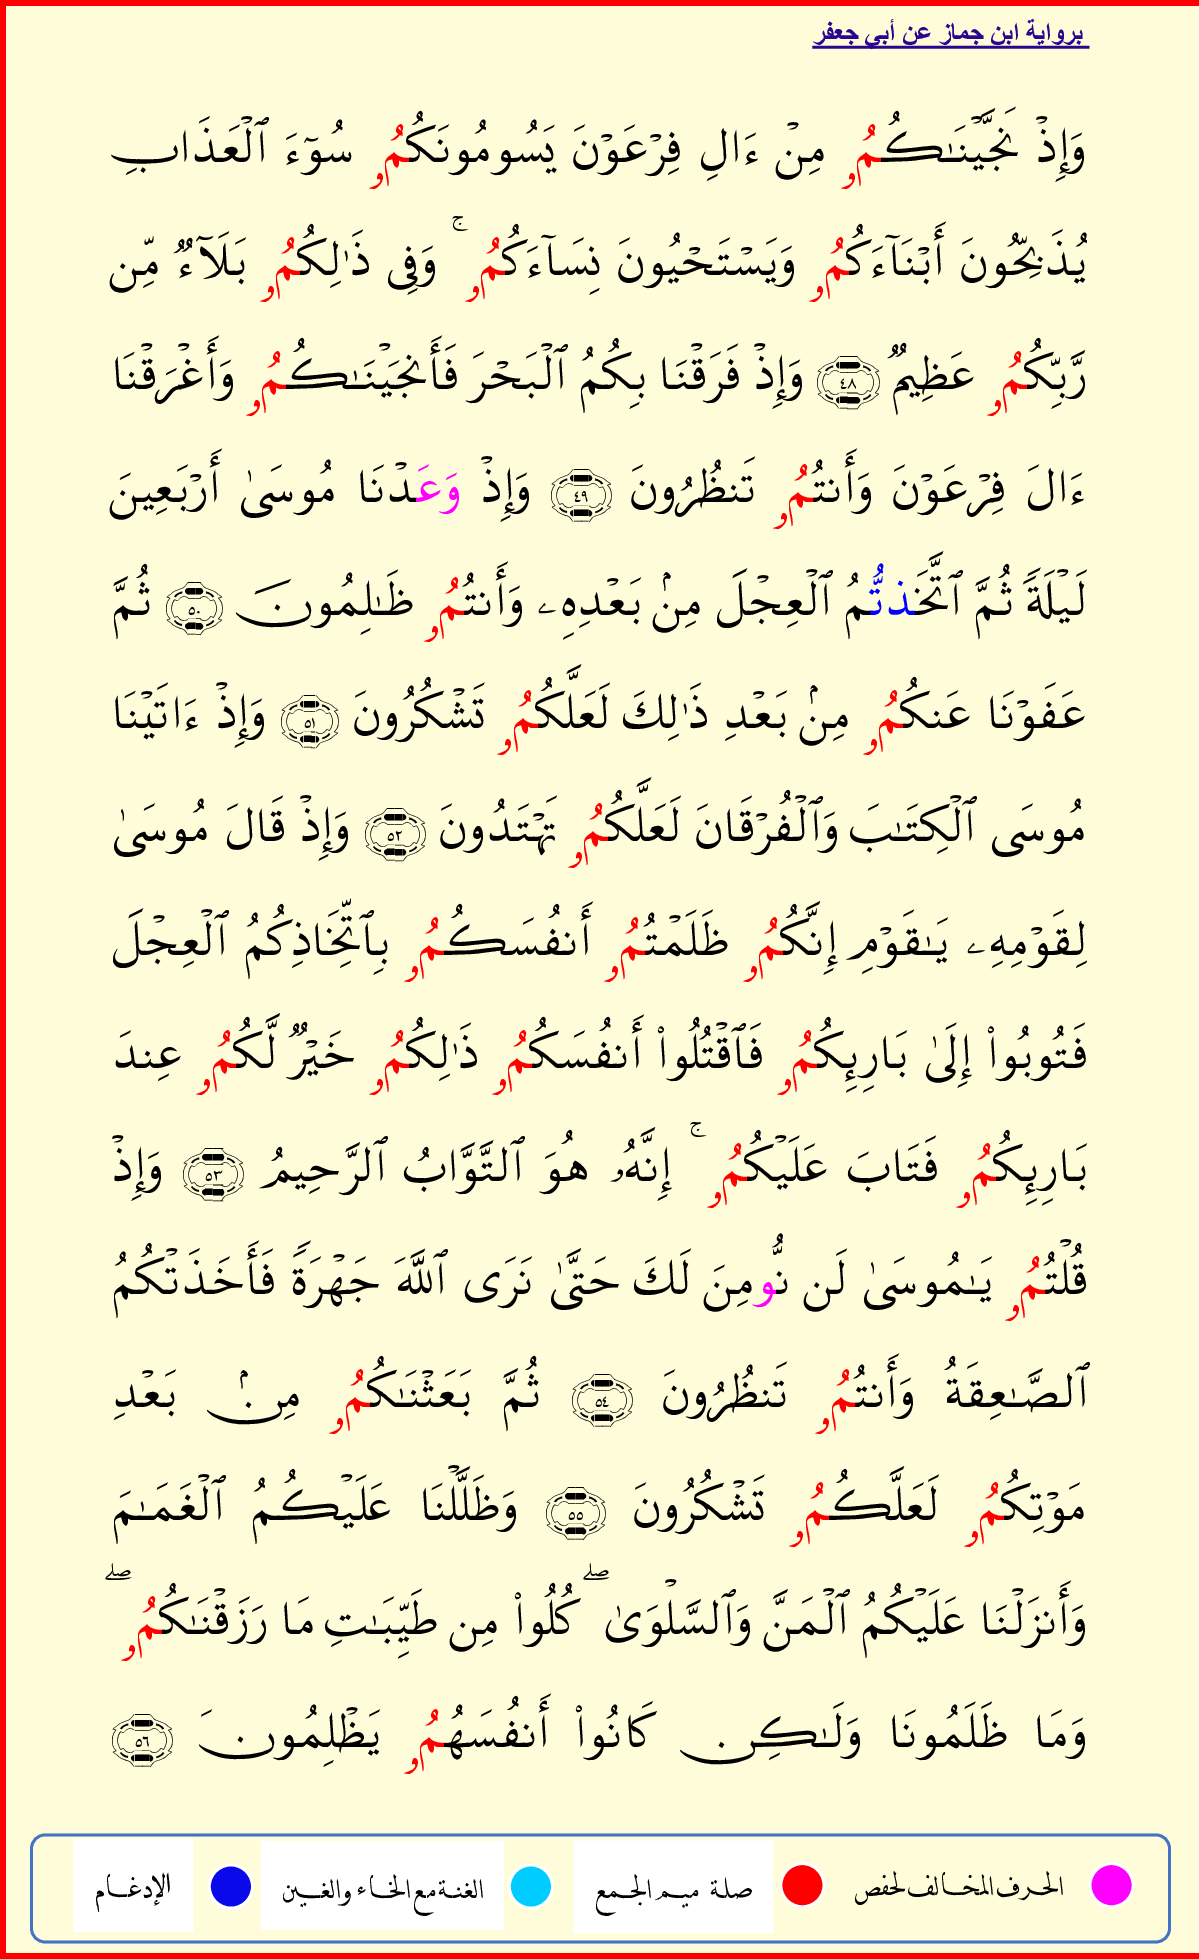 برواية ابن جماز عن أبي جعفر
وَإِذۡ نَجَّيۡنَٰكُمُۥ مِنۡ ءَالِ فِرۡعَوۡنَ يَسُومُونَكُمُۥ سُوٓءَ ٱلۡعَذَابِ
يُذَبِّحُونَ أَبۡنَآءَكُمُۥ وَيَسۡتَحۡيُونَ نِسَآءَكُمُۥۚ وَفِي ذَٰلِكُمُۥ بَلَآءٞ مِّن
رَّبِّكُمُۥ عَظِيمٞ ٤٨ وَإِذۡ فَرَقۡنَا بِكُمُ ٱلۡبَحۡرَ فَأَنجَيۡنَٰكُمُۥ وَأَغۡرَقۡنَا
ءَالَ فِرۡعَوۡنَ وَأَنتُمُۥ تَنظُرُونَ ٤٩ وَإِذۡ وَعَدۡنَا مُوسَىٰ أَرۡبَعِينَ
لَيۡلَةٗ ثُمَّ ٱتَّخَذتُّمُ ٱلۡعِجۡلَ مِنۢ بَعۡدِهِۦ وَأَنتُمُۥ ظَٰلِمُونَ ٥٠ ثُمَّ
عَفَوۡنَا عَنكُمُۥ مِنۢ بَعۡدِ ذَٰلِكَ لَعَلَّكُمُۥ تَشۡكُرُونَ ٥١ وَإِذۡ ءَاتَيۡنَا
مُوسَى ٱلۡكِتَٰبَ وَٱلۡفُرۡقَانَ لَعَلَّكُمُۥ تَهۡتَدُونَ ٥٢ وَإِذۡ قَالَ مُوسَىٰ
لِقَوۡمِهِۦ يَٰقَوۡمِ إِنَّكُمُۥ ظَلَمۡتُمُۥ أَنفُسَكُمُۥ بِٱتِّخَاذِكُمُ ٱلۡعِجۡلَ
فَتُوبُواْ إِلَىٰ بَارِئِكُمُۥ فَٱقۡتُلُواْ أَنفُسَكُمُۥ ذَٰلِكُمُۥ خَيۡرٞ لَّكُمُۥ عِندَ
بَارِئِكُمُۥ فَتَابَ عَلَيۡكُمُۥۚ إِنَّهُۥ هُوَ ٱلتَّوَّابُ ٱلرَّحِيمُ ٥٣ وَإِذۡ
قُلۡتُمُۥ يَٰمُوسَىٰ لَن نُّومِنَ لَكَ حَتَّىٰ نَرَى ٱللَّهَ جَهۡرَةٗ فَأَخَذَتۡكُمُ
ٱلصَّٰعِقَةُ وَأَنتُمُۥ تَنظُرُونَ ٥٤ ثُمَّ بَعَثۡنَٰكُمُۥ مِنۢ بَعۡدِ
مَوۡتِكُمُۥ لَعَلَّكُمُۥ تَشۡكُرُونَ ٥٥ وَظَلَّلۡنَا عَلَيۡكُمُ ٱلۡغَمَٰمَ
وَأَنزَلۡنَا عَلَيۡكُمُ ٱلۡمَنَّ وَٱلسَّلۡوَىٰۖ كُلُواْ مِن طَيِّبَٰتِ مَا رَزَقۡنَٰكُمُۥۖ
وَمَا ظَلَمُونَا وَلَٰكِن كَانُواْ أَنفُسَهُمُۥ يَظۡلِمُونَ ٥٦
الحرف المخالف لحفص صلة ميم الجمع الغنة مع الخاء والغين الإدغام